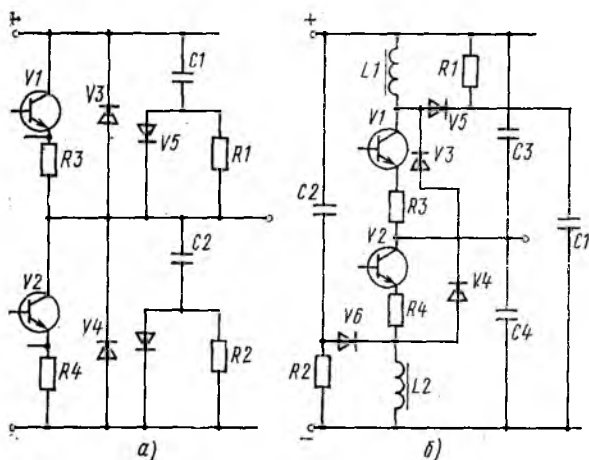 +
V1
V3
C1
V5
R1
R3
C2
V2
V4
R4
R2
а)
+
L1
R1
V1
V5
V3
C3
C2
R3
C1
V2
V4
R4
V6
C4
R2
L2
-
б)